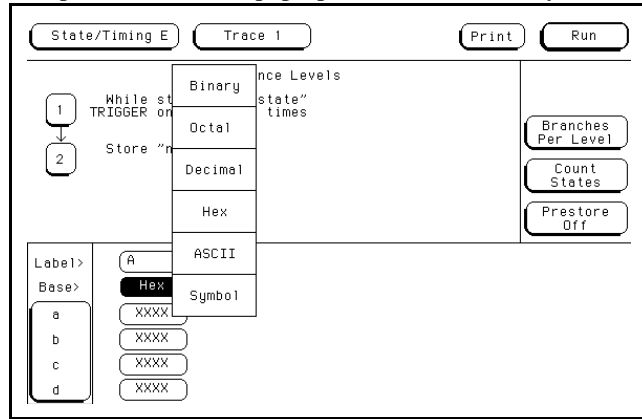 State/Timing E Trace 1 Print Run
nce Levels
1 While st state"
TRIGGER on times
2 Store "n
Binary
Octal
Decimal
Hex
ASCII
Symbol
Branches
Per Level
Count
States
Prestore
Off
Label> A
Base> Hex
a XXXX
b XXXX
c XXXX
d XXXX